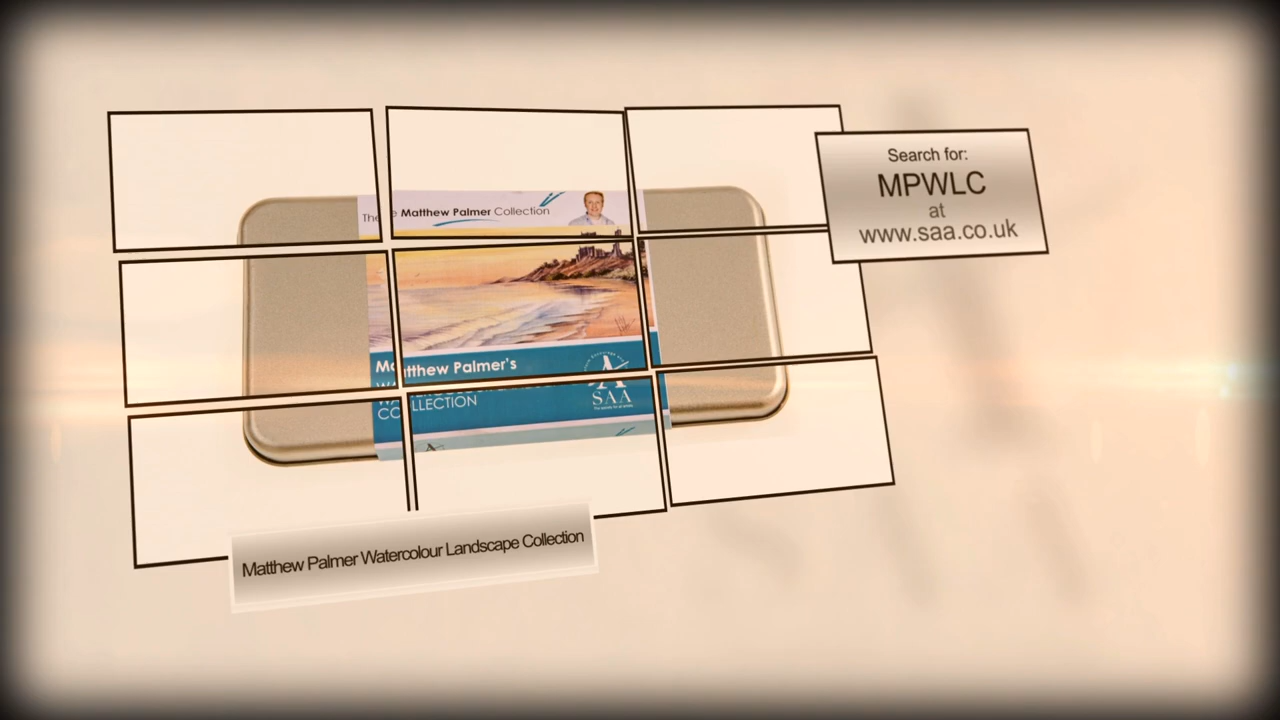 The Matthew Palmer Collection
Search for:
MPWLC
at
www.saa.co.uk
Matthew Palmer's
COLLECTION
SAA
Matthew Palmer Watercolour Landscape Collection